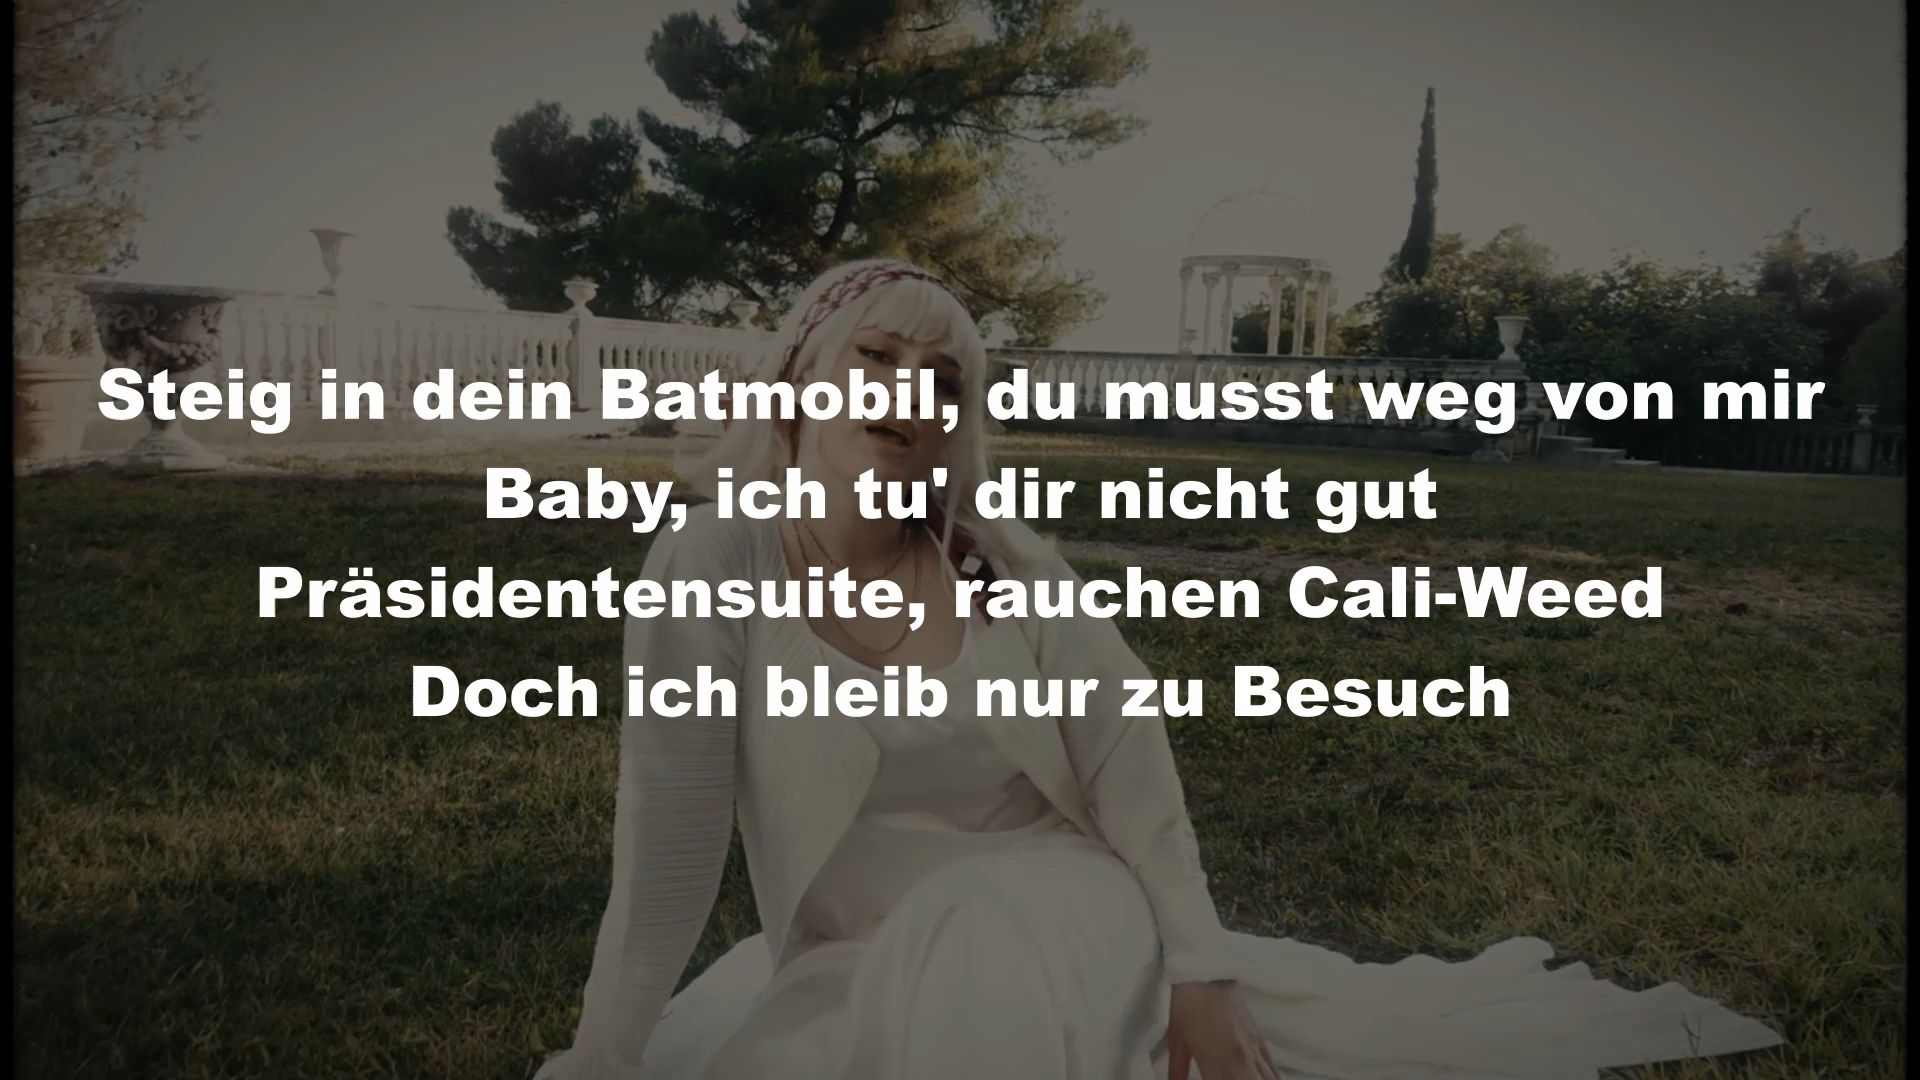 Steig in dein Batmobil, du musst weg von mir
Baby, ich tu' dir nicht gut
Präsidentensuite, rauchen Cali-Weed
Doch ich bleib nur zu Besuch